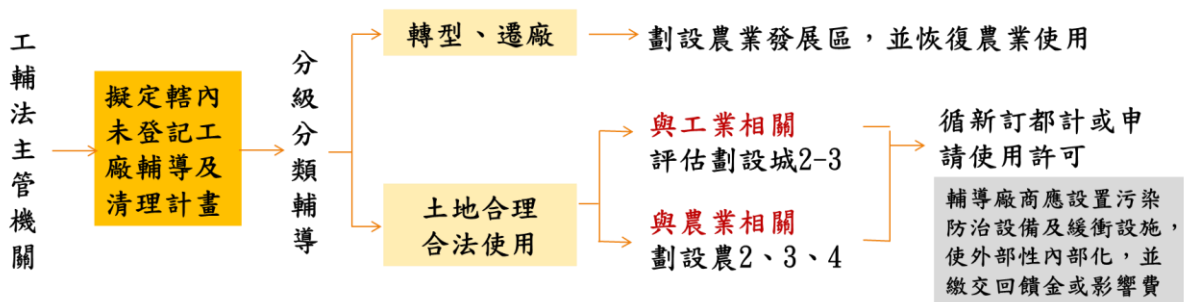 工輔法主管機關
擬定轄內
未登記工
廠輔導及
清理計畫
分級分類輔導
轉型、遷廠
劃設農業發展區，並恢復農業使用
土地合理
合法使用
與工業相關
評估劃設城2-3
與農業相關
劃設農2、3、4
循新訂都計或申
請使用許可
輔導廠商應設置污染
防治設備及緩衝設施，
使外部性內部化，並
繳交回饋金或影響費